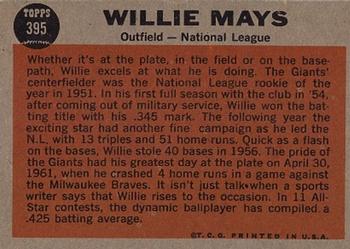 TOPPS
395
WILLIE MAYS
Outfield — National League
Whether it's at the plate, in the field or on the base-
path, Willie excels at what he is doing. The Giants'
centerfielder was the National League rookie of the
year in 1951. In his first full season with the club in '54,
after coming out of military service, Willie won the bat-
ting title with his .345 mark. The following year the
exciting star had another fine campaign as he led the
N.L. with 13 triples and 51 home runs. Quick as a flash
on the bases, Willie stole 40 bases in 1956. The pride of
the Giants had his greatest day at the plate on April 30,
1961, when he crashed 4 home runs in a game against
the Milwaukee Braves. It isn't just talk when a sports
writer says that Willie rises to the occasion. In 11 All-
Star contests, the dynamic ballplayer has compiled a
.425 batting average.
©T.C.G. PRINTED IN U.S.A.